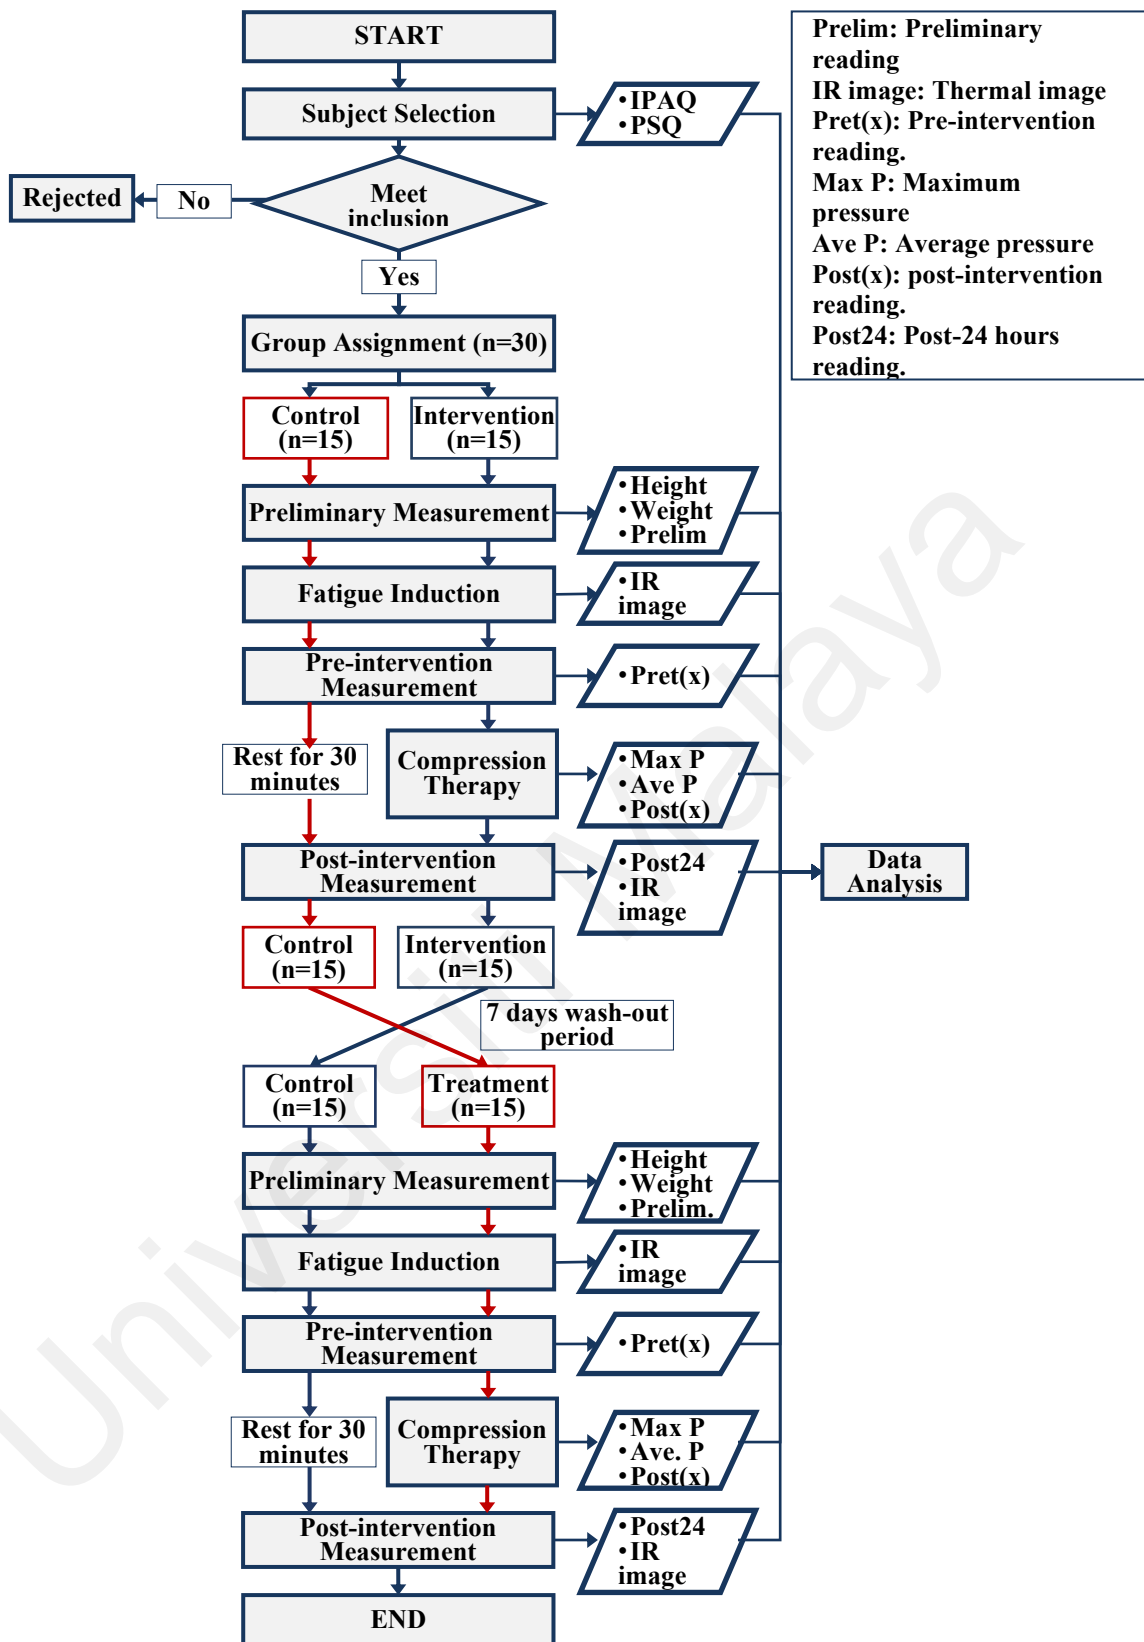 START
Subject Selection
•IPAQ
•PSQ
Prelim: Preliminary
reading
IR image: Thermal image
Pret(x): Pre-intervention
reading.
Max P: Maximum
pressure
Ave P: Average pressure
Post(x): post-intervention
reading.
Post24: Post-24 hours
reading.
Rejected
No
Meet
inclusion
Yes
Group Assignment (n=30)
Control
(n=15)
Intervention
(n=15)
Preliminary Measurement
•Height
•Weight
•Prelim
Fatigue Induction
•IR
image
Pre-intervention
Measurement
•Pret(x)
Rest for 30
minutes
Compression
Therapy
•Max P
•Ave P
•Post(x)
Post-intervention
Measurement
•Post24
•IR
image
Data
Analysis
Control
(n=15)
Intervention
(n=15)
7 days wash-out
period
Control
(n=15)
Treatment
(n=15)
Preliminary Measurement
•Height
•Weight
•Prelim.
Fatigue Induction
•IR
image
Pre-intervention
Measurement
•Pret(x)
Rest for 30
minutes
Compression
Therapy
•Max P
•Ave. P
•Post(x)
Post-intervention
Measurement
•Post24
•IR
image
END
Universiti Malaya